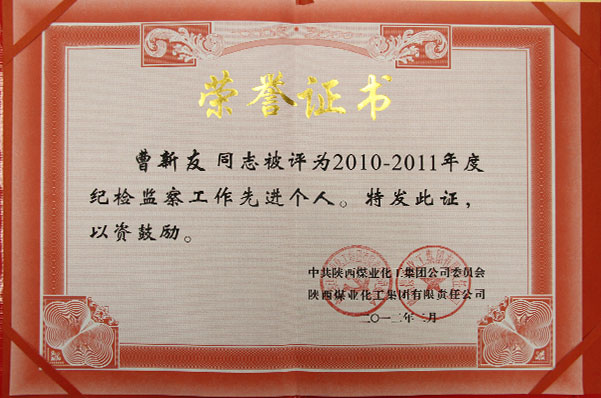 荣誉证书
曹新友 同志被评为2010-2011年度
纪检监察工作先进个人。特发此证，
以资鼓励。
中共陕西煤业化工集团公司委员会
陕西煤业化工集团有限责任公司
二〇一二年二月